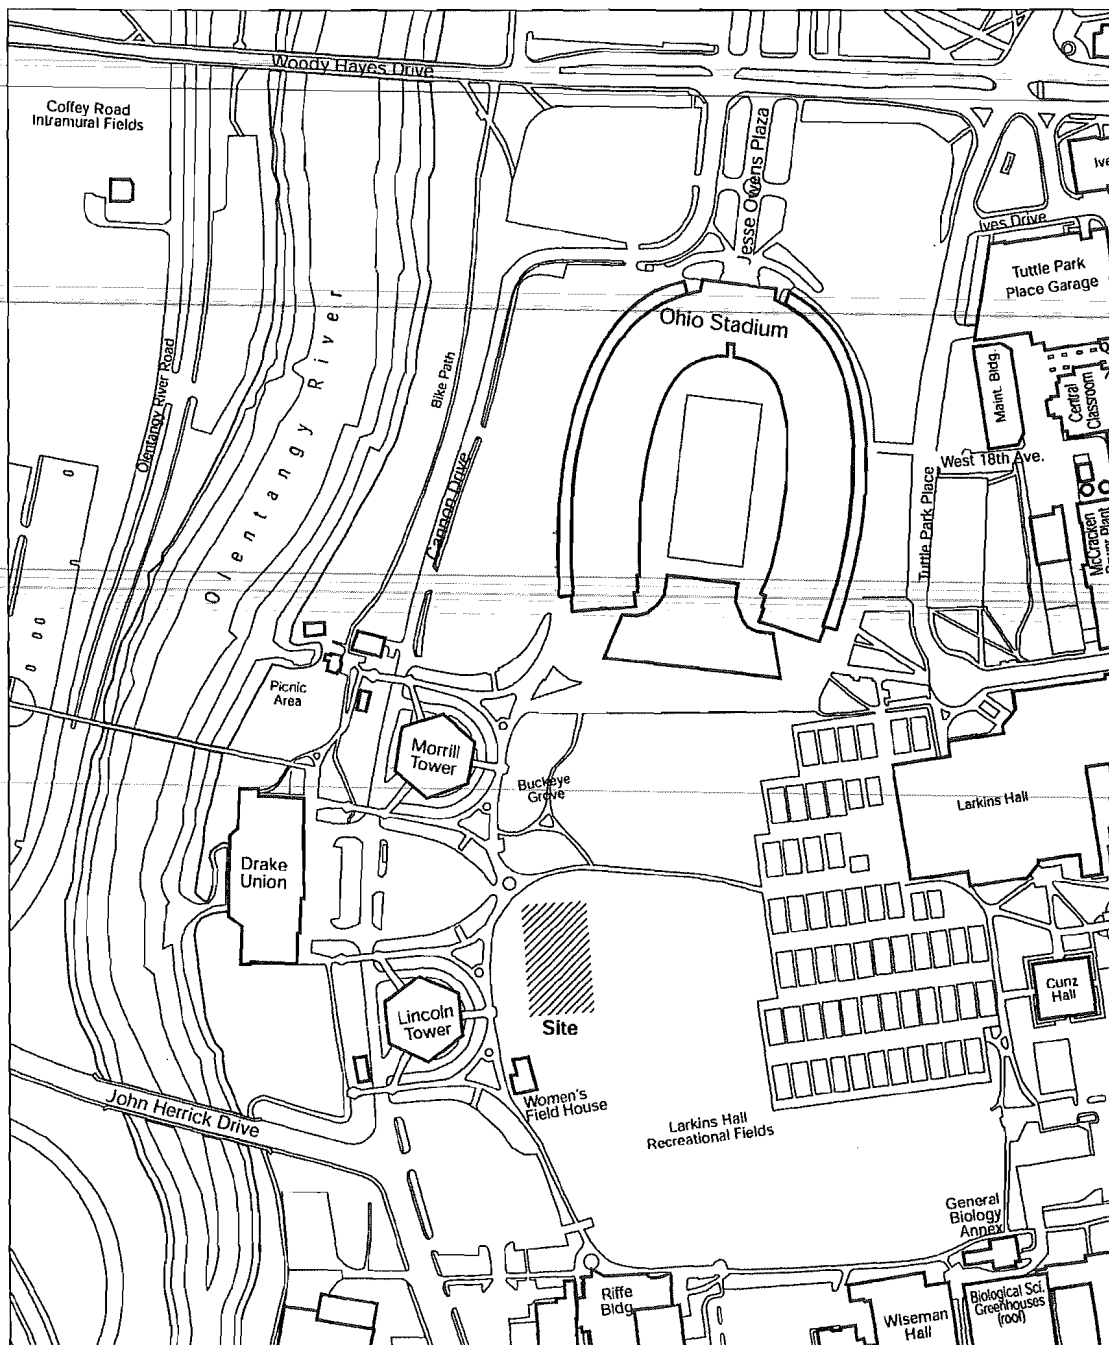 Woody Hayes Drive
Coffey Road
Intramural Fields
Jesse Owens Plaza
Ives Drive
Tuttle Park
Place Garage
Ohio Stadium
Olentangy River
Olentangy River Road
Bike Path
Cannon Drive
Maint. Bldg.
Central
Classroom
West 18th Ave.
Tuttle Park Place
McCracken
Power Plant
Picnic
Area
Morrill
Tower
Buckeye
Grove
Larkins Hall
Drake
Union
Lincoln
Tower
Site
Cunz
Hall
Women's
Field House
John Herrick Drive
Larkins Hall
Recreational Fields
General
Biology
Annex
Riffe
Bldg.
Wiseman
Hall
Biological Sci.
Greenhouses
(roof)